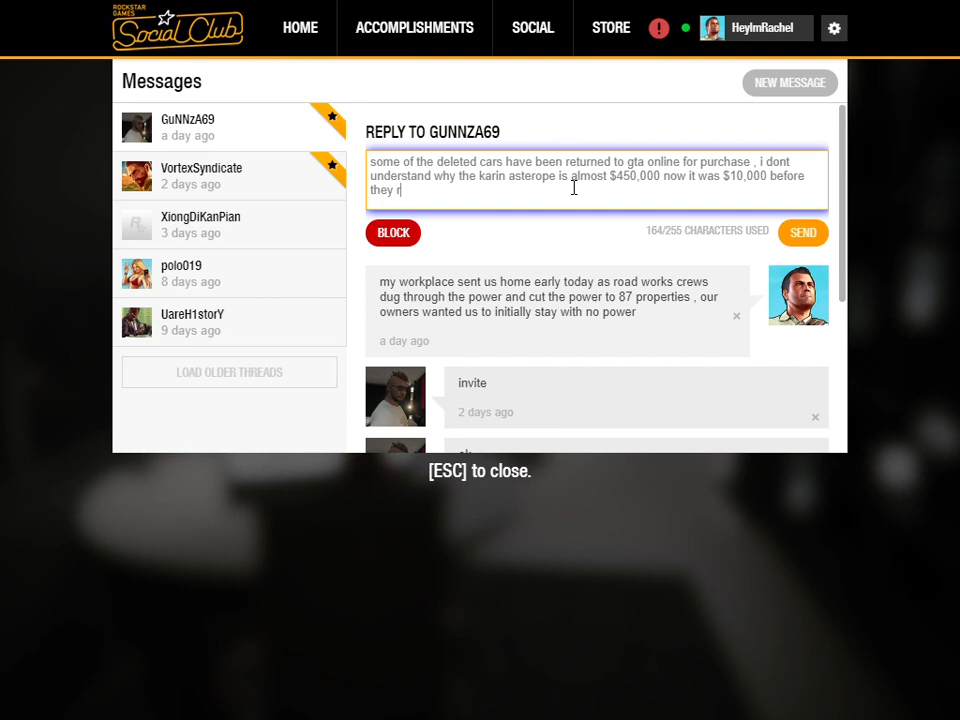 ROCKSTAR
GAMES
Social Club
HOME
ACCOMPLISHMENTS
SOCIAL
STORE
!
HeyImRachel
Messages
NEW MESSAGE
GuNNzA69
a day ago
VortexSyndicate
2 days ago
XiongDiKanPian
3 days ago
polo019
8 days ago
UareH1storY
9 days ago
LOAD OLDER THREADS
REPLY TO GUNNZA69
some of the deleted cars have been returned to gta online for purchase , i dont
understand why the karin asterope is almost $450,000 now it was $10,000 before
they r
BLOCK
164/255 CHARACTERS USED
SEND
my workplace sent us home early today as road works crews
dug through the power and cut the power to 87 properties , our
owners wanted us to initially stay with no power
a day ago
invite
2 days ago
[ESC] to close.